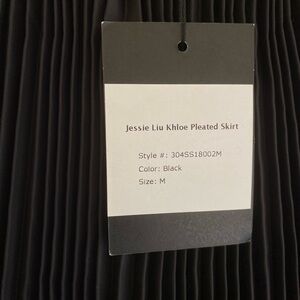 Jessie Liu Khloe Pleated Skirt
Style #: 304SS18002M
Color: Black
Size: M